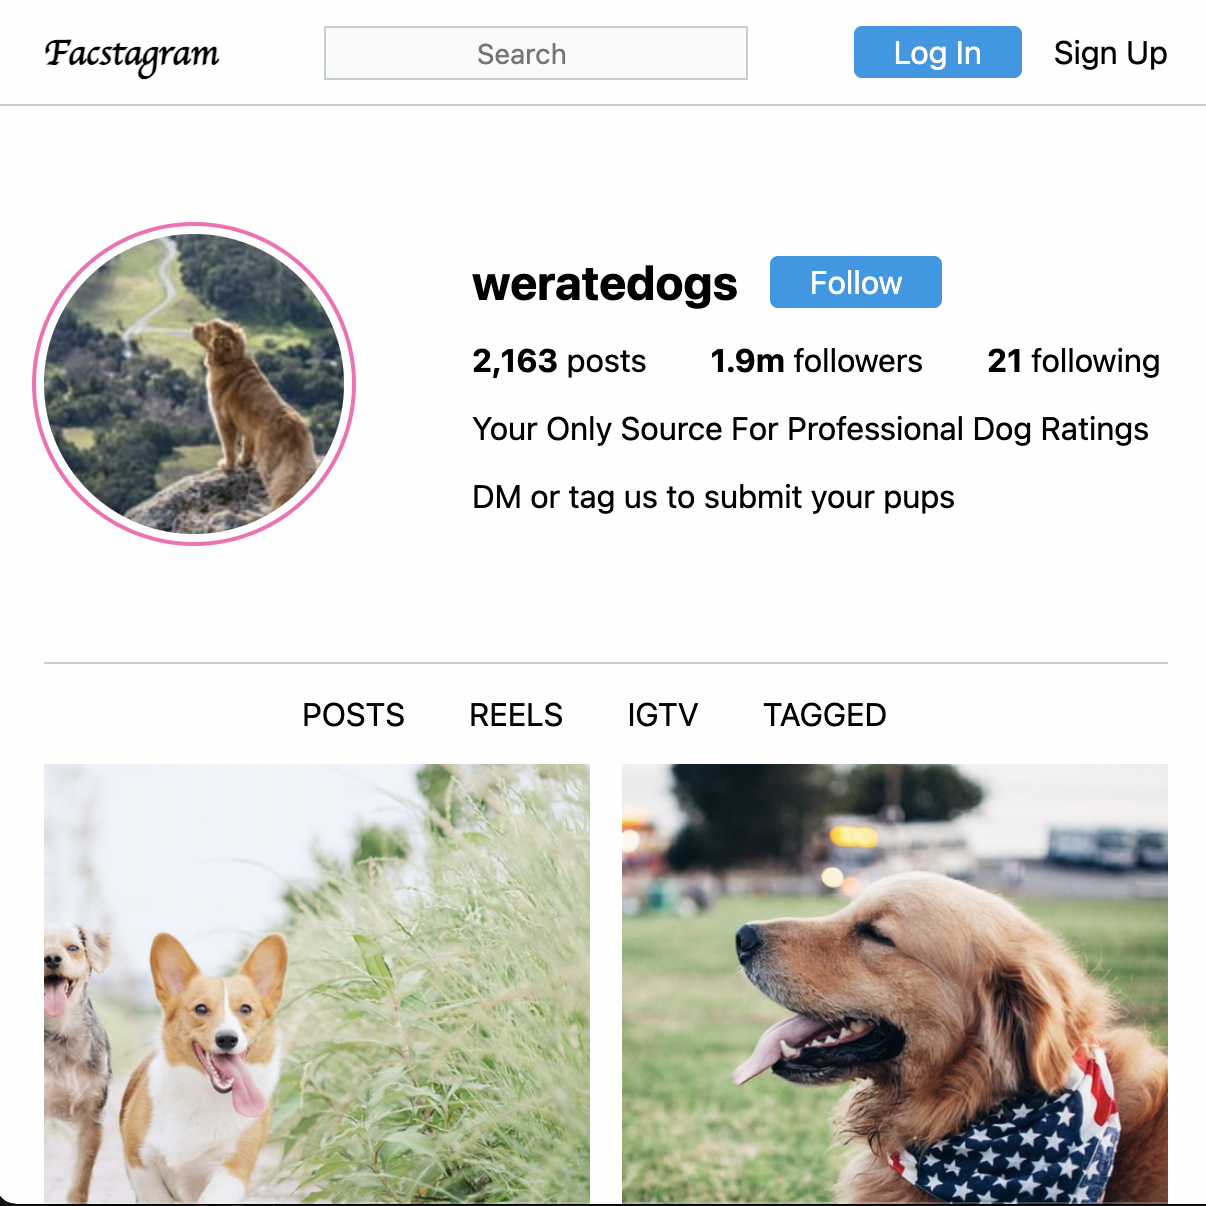 Facstagram Search Log In Sign Up
weratedogs Follow
2,163 posts 1.9m followers 21 following
Your Only Source For Professional Dog Ratings
DM or tag us to submit your pups
POSTS REELS IGTV TAGGED